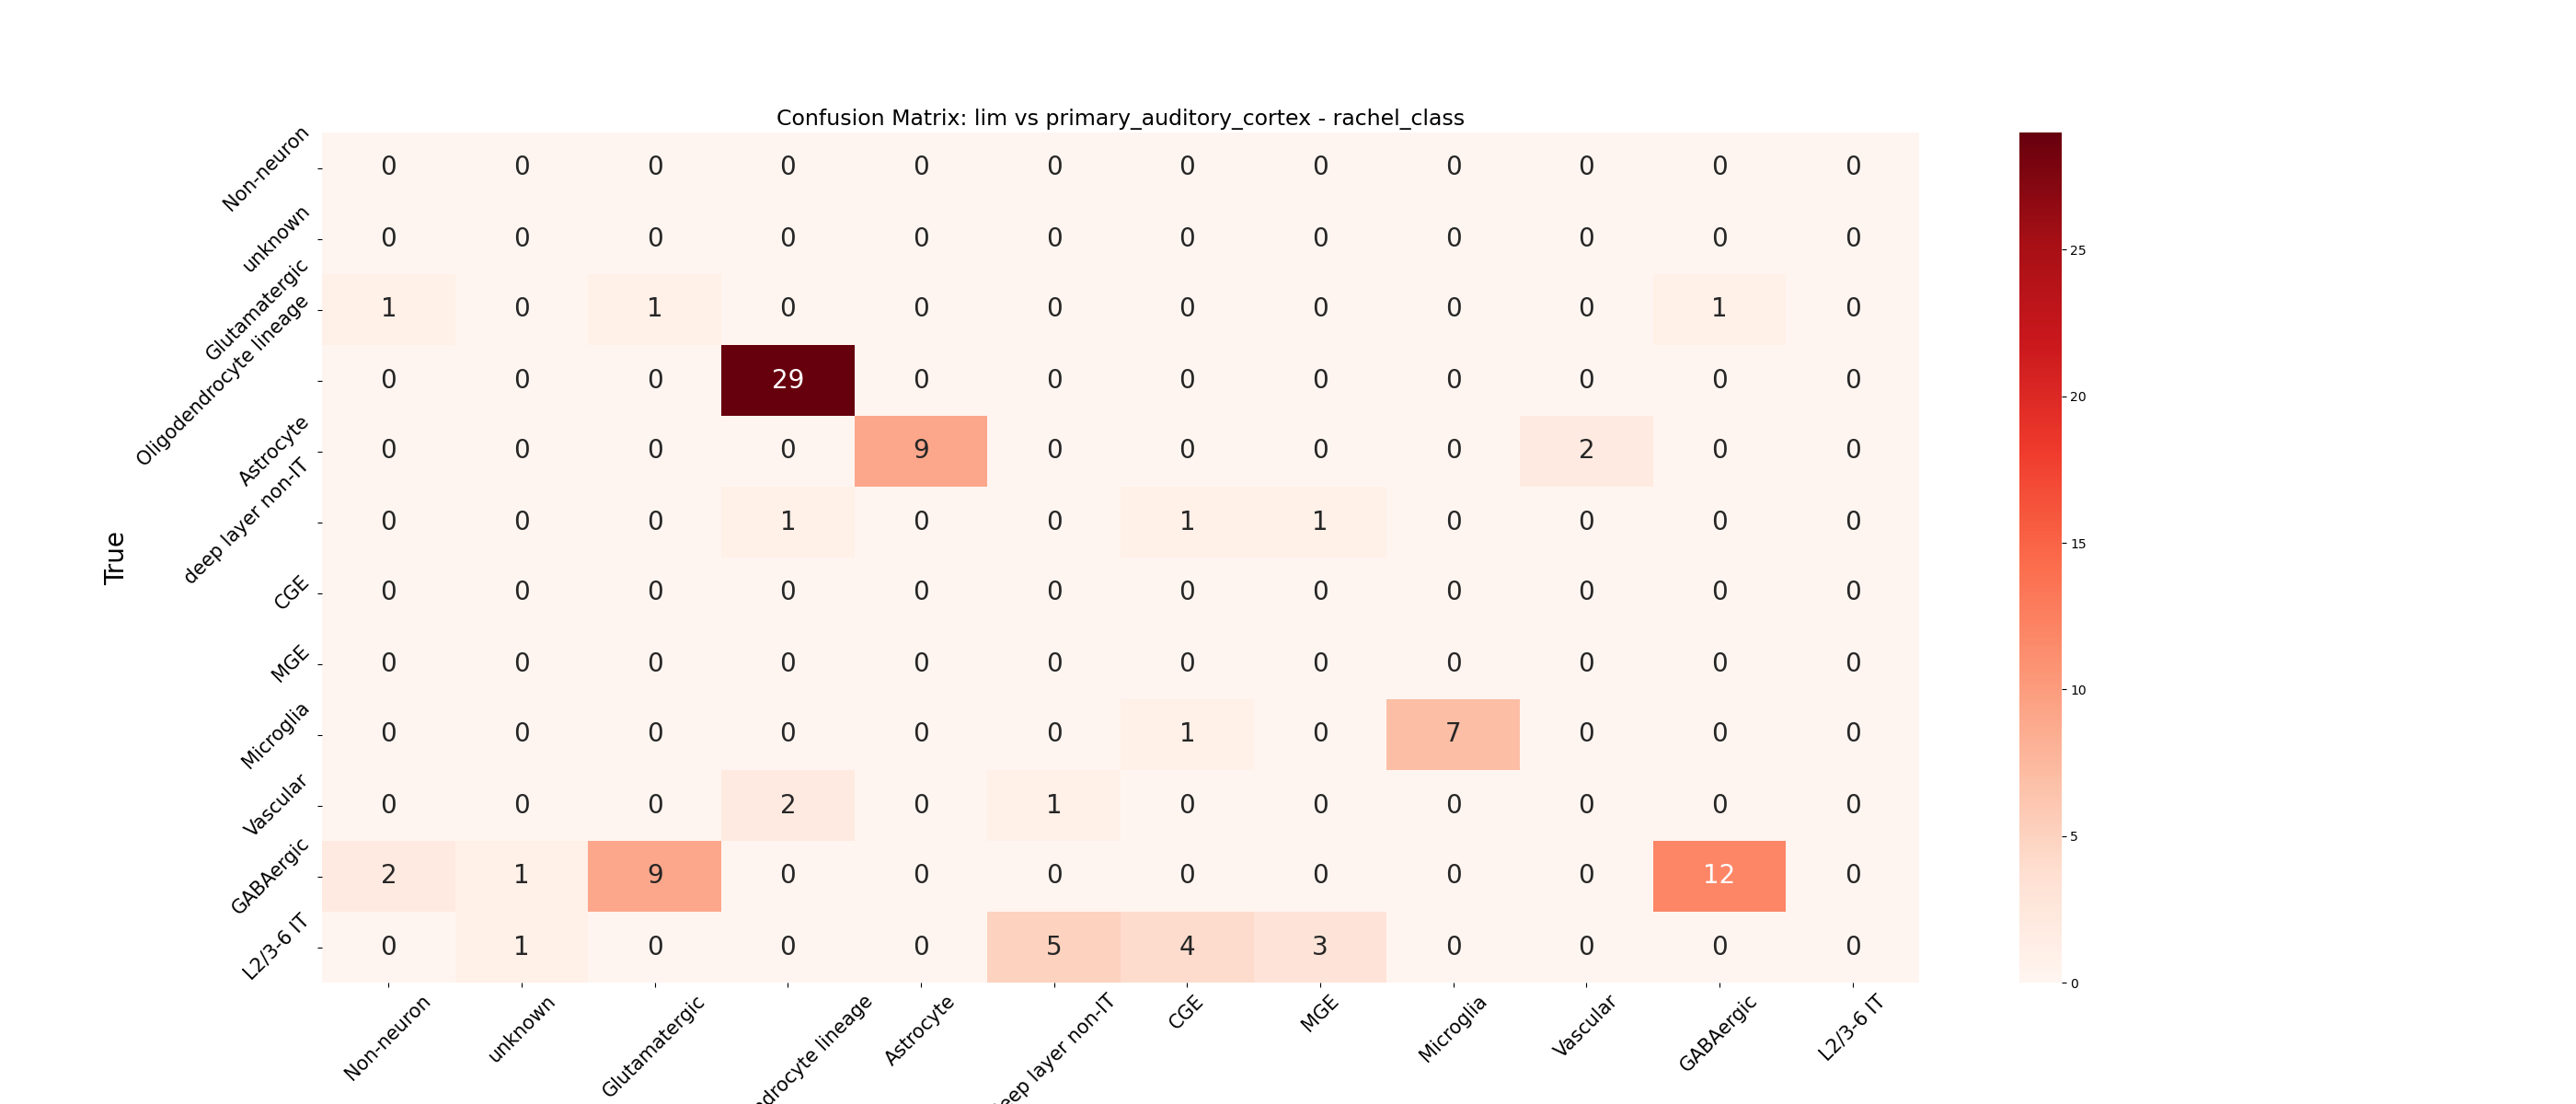 Confusion Matrix: lim vs primary_auditory_cortex - rachel_class
True
Non-neuron 0 0 0 0 0 0 0 0 0 0 0 0
unknown 0 0 0 0 0 0 0 0 0 0 0 0
Glutamatergic 1 0 1 0 0 0 0 0 0 0 1 0
Oligodendrocyte lineage 0 0 0 29 0 0 0 0 0 0 0 0
Astrocyte 0 0 0 0 9 0 0 0 0 2 0 0
deep layer non-IT 0 0 0 1 0 0 1 1 0 0 0 0
CGE 0 0 0 0 0 0 0 0 0 0 0 0
MGE 0 0 0 0 0 0 0 0 0 0 0 0
Microglia 0 0 0 0 0 0 1 0 7 0 0 0
Vascular 0 0 0 2 0 1 0 0 0 0 0 0
GABAergic 2 1 9 0 0 0 0 0 0 0 12 0
L2/3-6 IT 0 1 0 0 0 5 4 3 0 0 0 0
Non-neuron
unknown
Glutamatergic
ndrocyte lineage
Astrocyte
eep layer non-IT
CGE
MGE
Microglia
Vascular
GABAergic
L2/3-6 IT
25
20
15
10
5
0